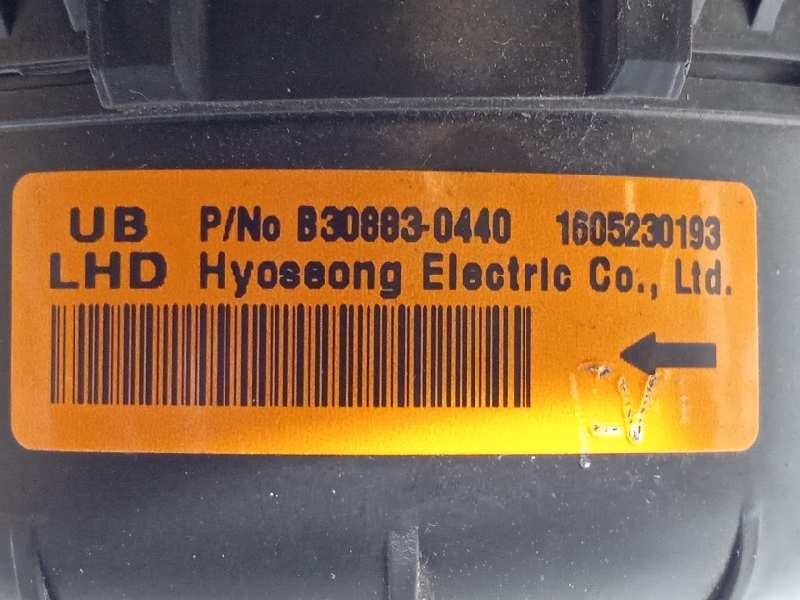 UB P/No B30883-0440 1605230193
LHD Hyoseong Electric Co., Ltd.